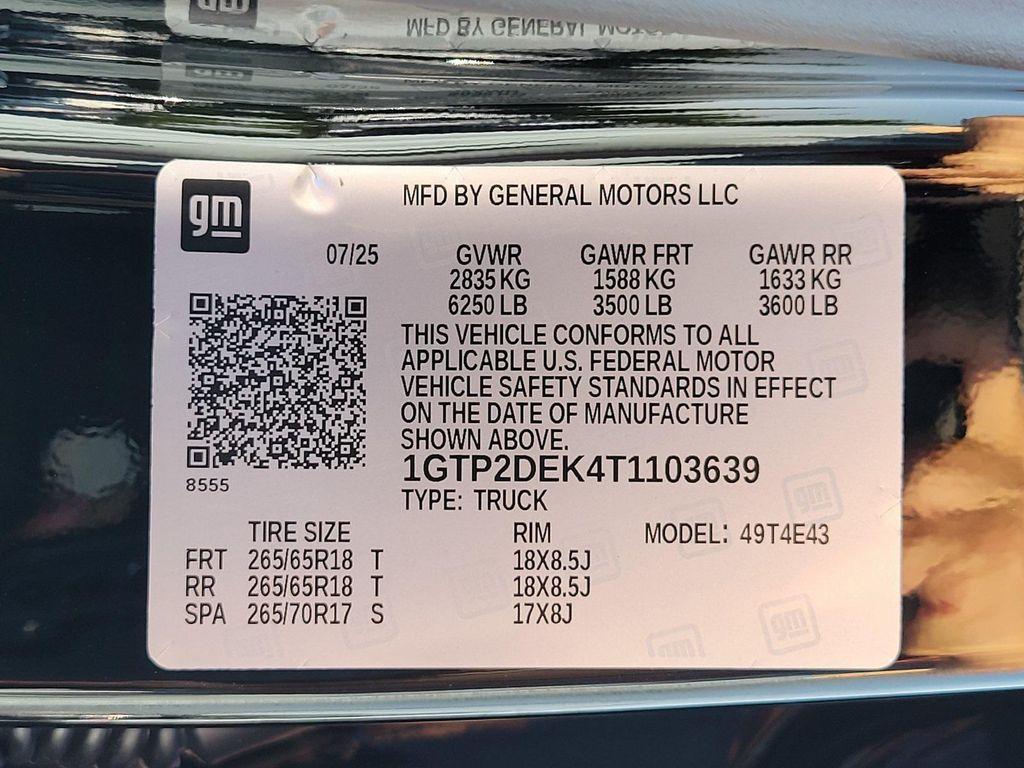 gm
MFD BY GENERAL MOTORS LLC
07/25 GVWR GAWR FRT GAWR RR
2835 KG 1588 KG 1633 KG
6250 LB 3500 LB 3600 LB
THIS VEHICLE CONFORMS TO ALL
APPLICABLE U.S. FEDERAL MOTOR
VEHICLE SAFETY STANDARDS IN EFFECT
ON THE DATE OF MANUFACTURE
SHOWN ABOVE.
1GTP2DEK4T1103639
8555
TYPE: TRUCK
TIRE SIZE RIM MODEL: 49T4E43
FRT 265/65R18 T 18X8.5J
RR 265/65R18 T 18X8.5J
SPA 265/70R17 S 17X8J